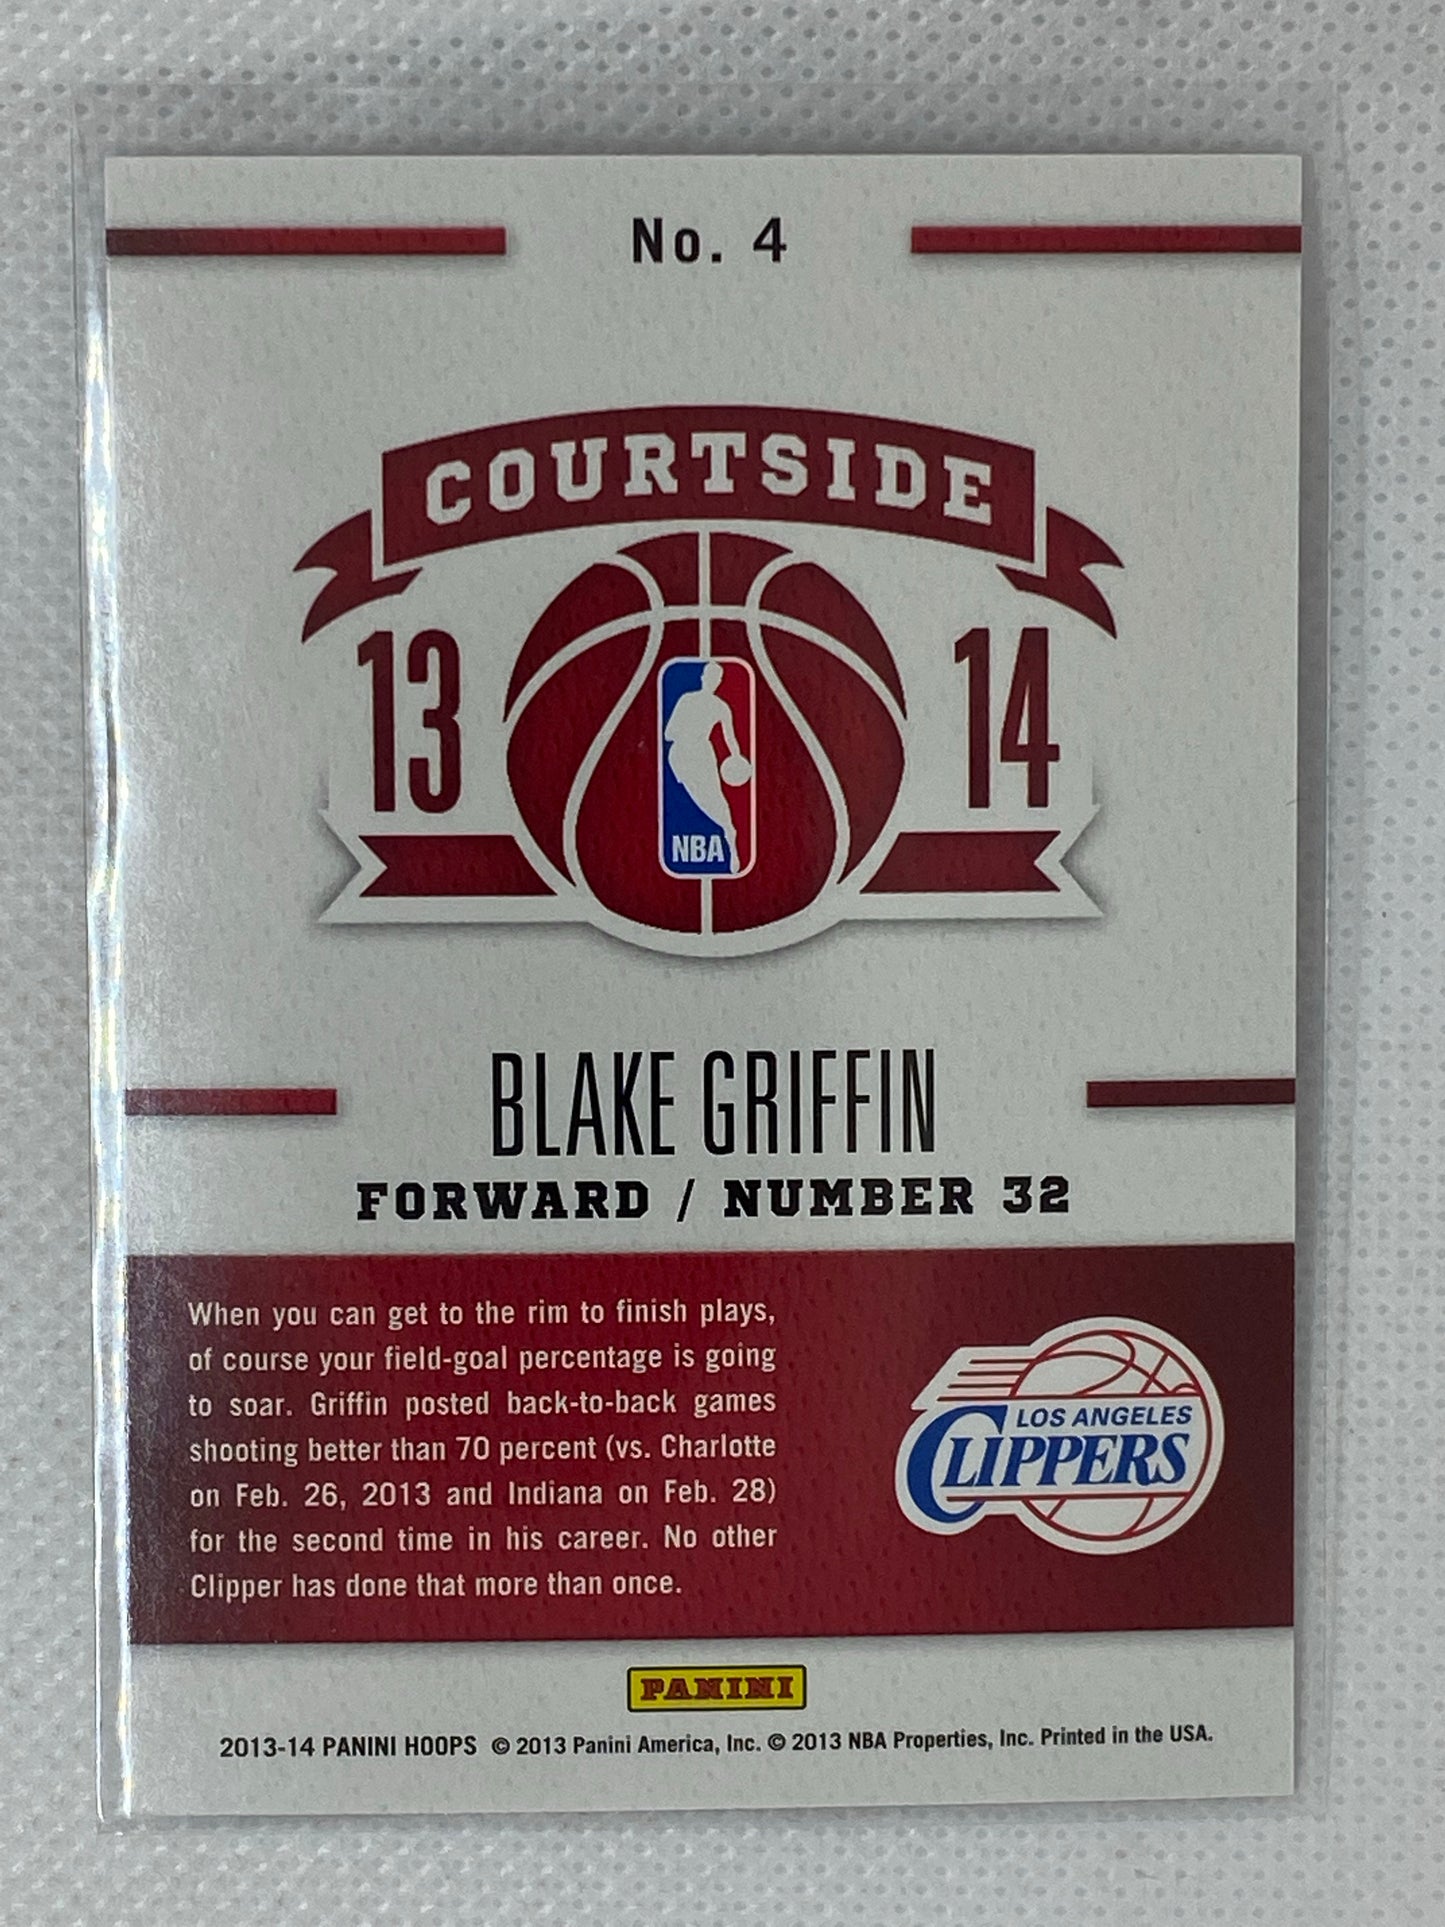 No. 4
COURTSIDE
13 14
NBA
BLAKE GRIFFIN
FORWARD / NUMBER 32
When you can get to the rim to finish plays,
of course your field-goal percentage is going
to soar. Griffin posted back-to-back games
shooting better than 70 percent (vs. Charlotte
on Feb. 26, 2013 and Indiana on Feb. 28)
for the second time in his career. No other
Clipper has done that more than once.
LOS ANGELES
CLIPPERS
PANINI
2013-14 PANINI HOOPS © 2013 Panini America, Inc. © 2013 NBA Properties, Inc. Printed in the USA.